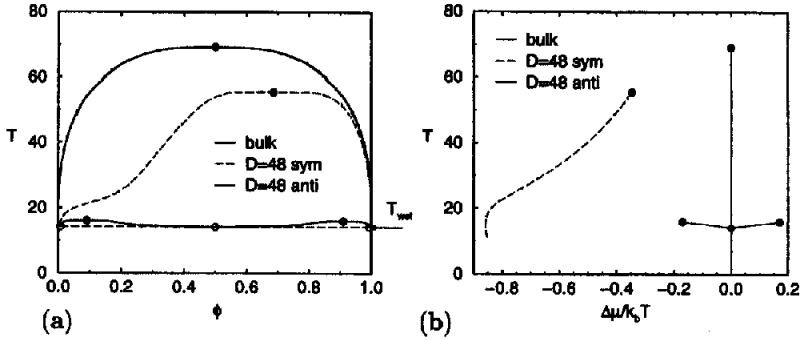 80
60
T
40
20
0
bulk
D=48 sym
D=48 anti
T_wet
0.0 0.2 0.4 0.6 0.8 1.0
ϕ
(a)
80
60
T
40
20
0
bulk
D=48 sym
D=48 anti
−0.8 −0.6 −0.4 −0.2 0.0 0.2
Δμ/k_bT
(b)